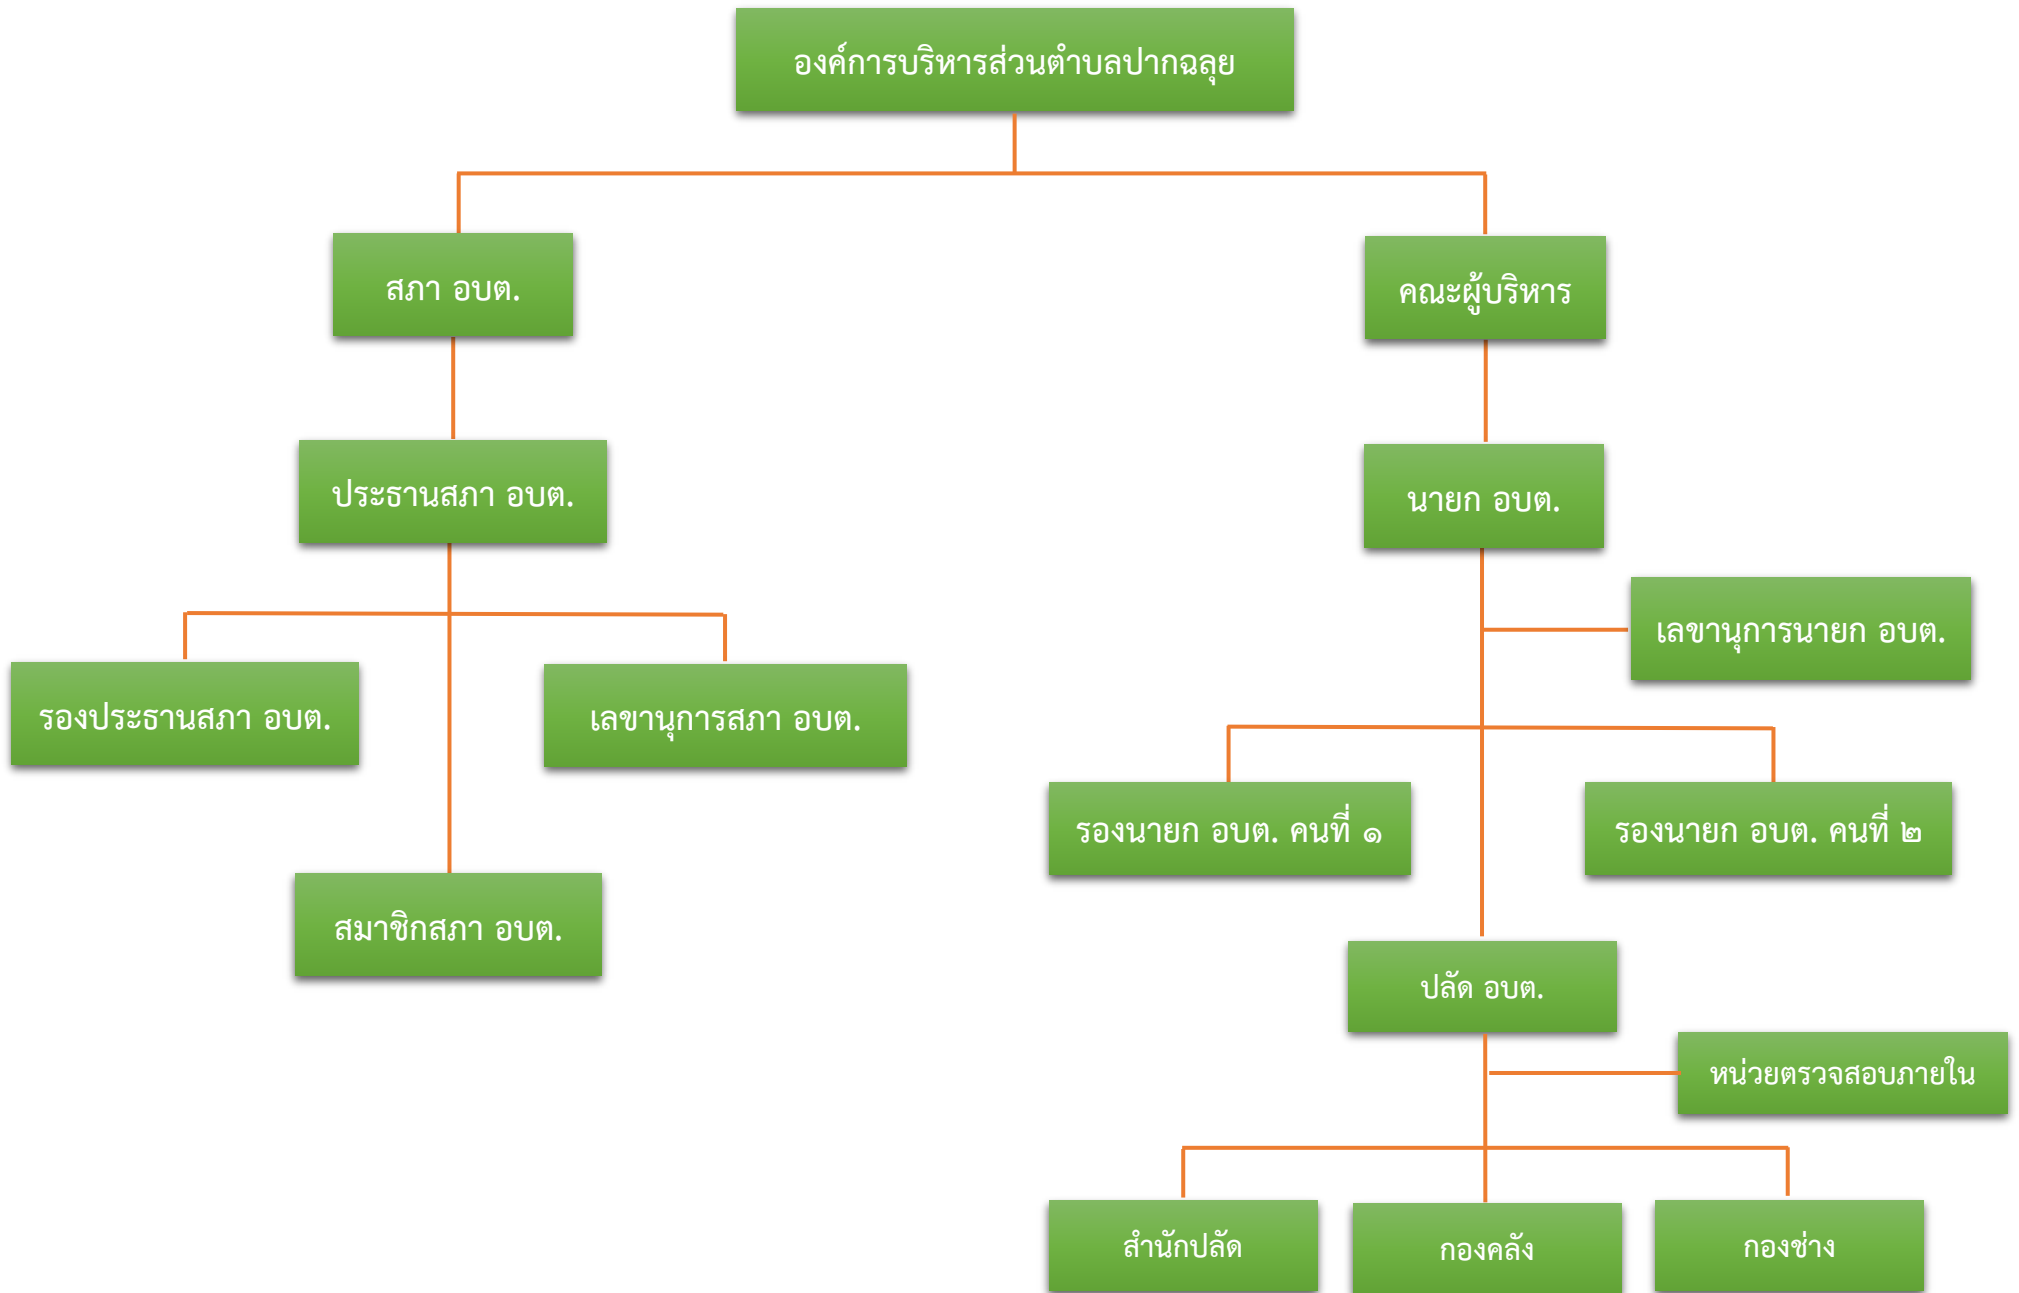 องค์การบริหารส่วนตำบลปากฉลุย
สภา อบต.
คณะผู้บริหาร
ประธานสภา อบต.
นายก อบต.
เลขานุการนายก อบต.
รองประธานสภา อบต.
เลขานุการสภา อบต.
รองนายก อบต. คนที่ ๑
รองนายก อบต. คนที่ ๒
สมาชิกสภา อบต.
ปลัด อบต.
หน่วยตรวจสอบภายใน
สำนักปลัด
กองคลัง
กองช่าง